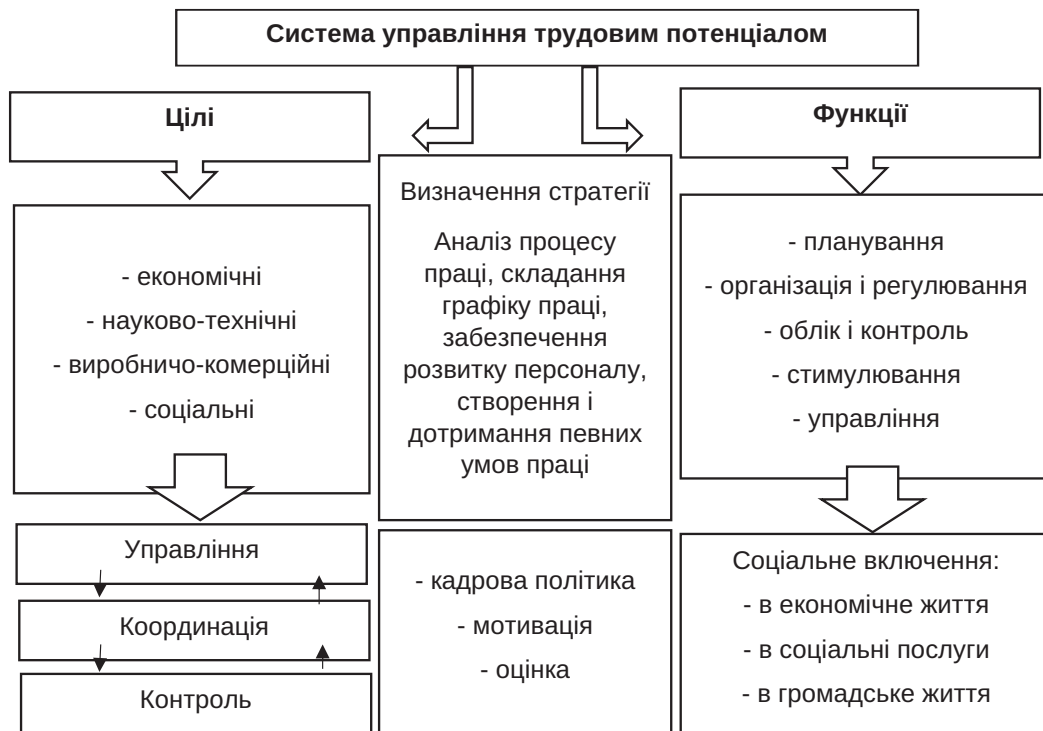 Система управління трудовим потенціалом
Цілі
- економічні
- науково-технічні
- виробничо-комерційні
- соціальні
Управління
Координація
Контроль
Визначення стратегії
Аналіз процесу
праці, складання
графіку праці,
забезпечення
розвитку персоналу,
створення і
дотримання певних
умов праці
- кадрова політика
- мотивація
- оцінка
Функції
- планування
- організація і регулювання
- облік і контроль
- стимулювання
- управління
Соціальне включення:
- в економічне життя
- в соціальні послуги
- в громадське життя